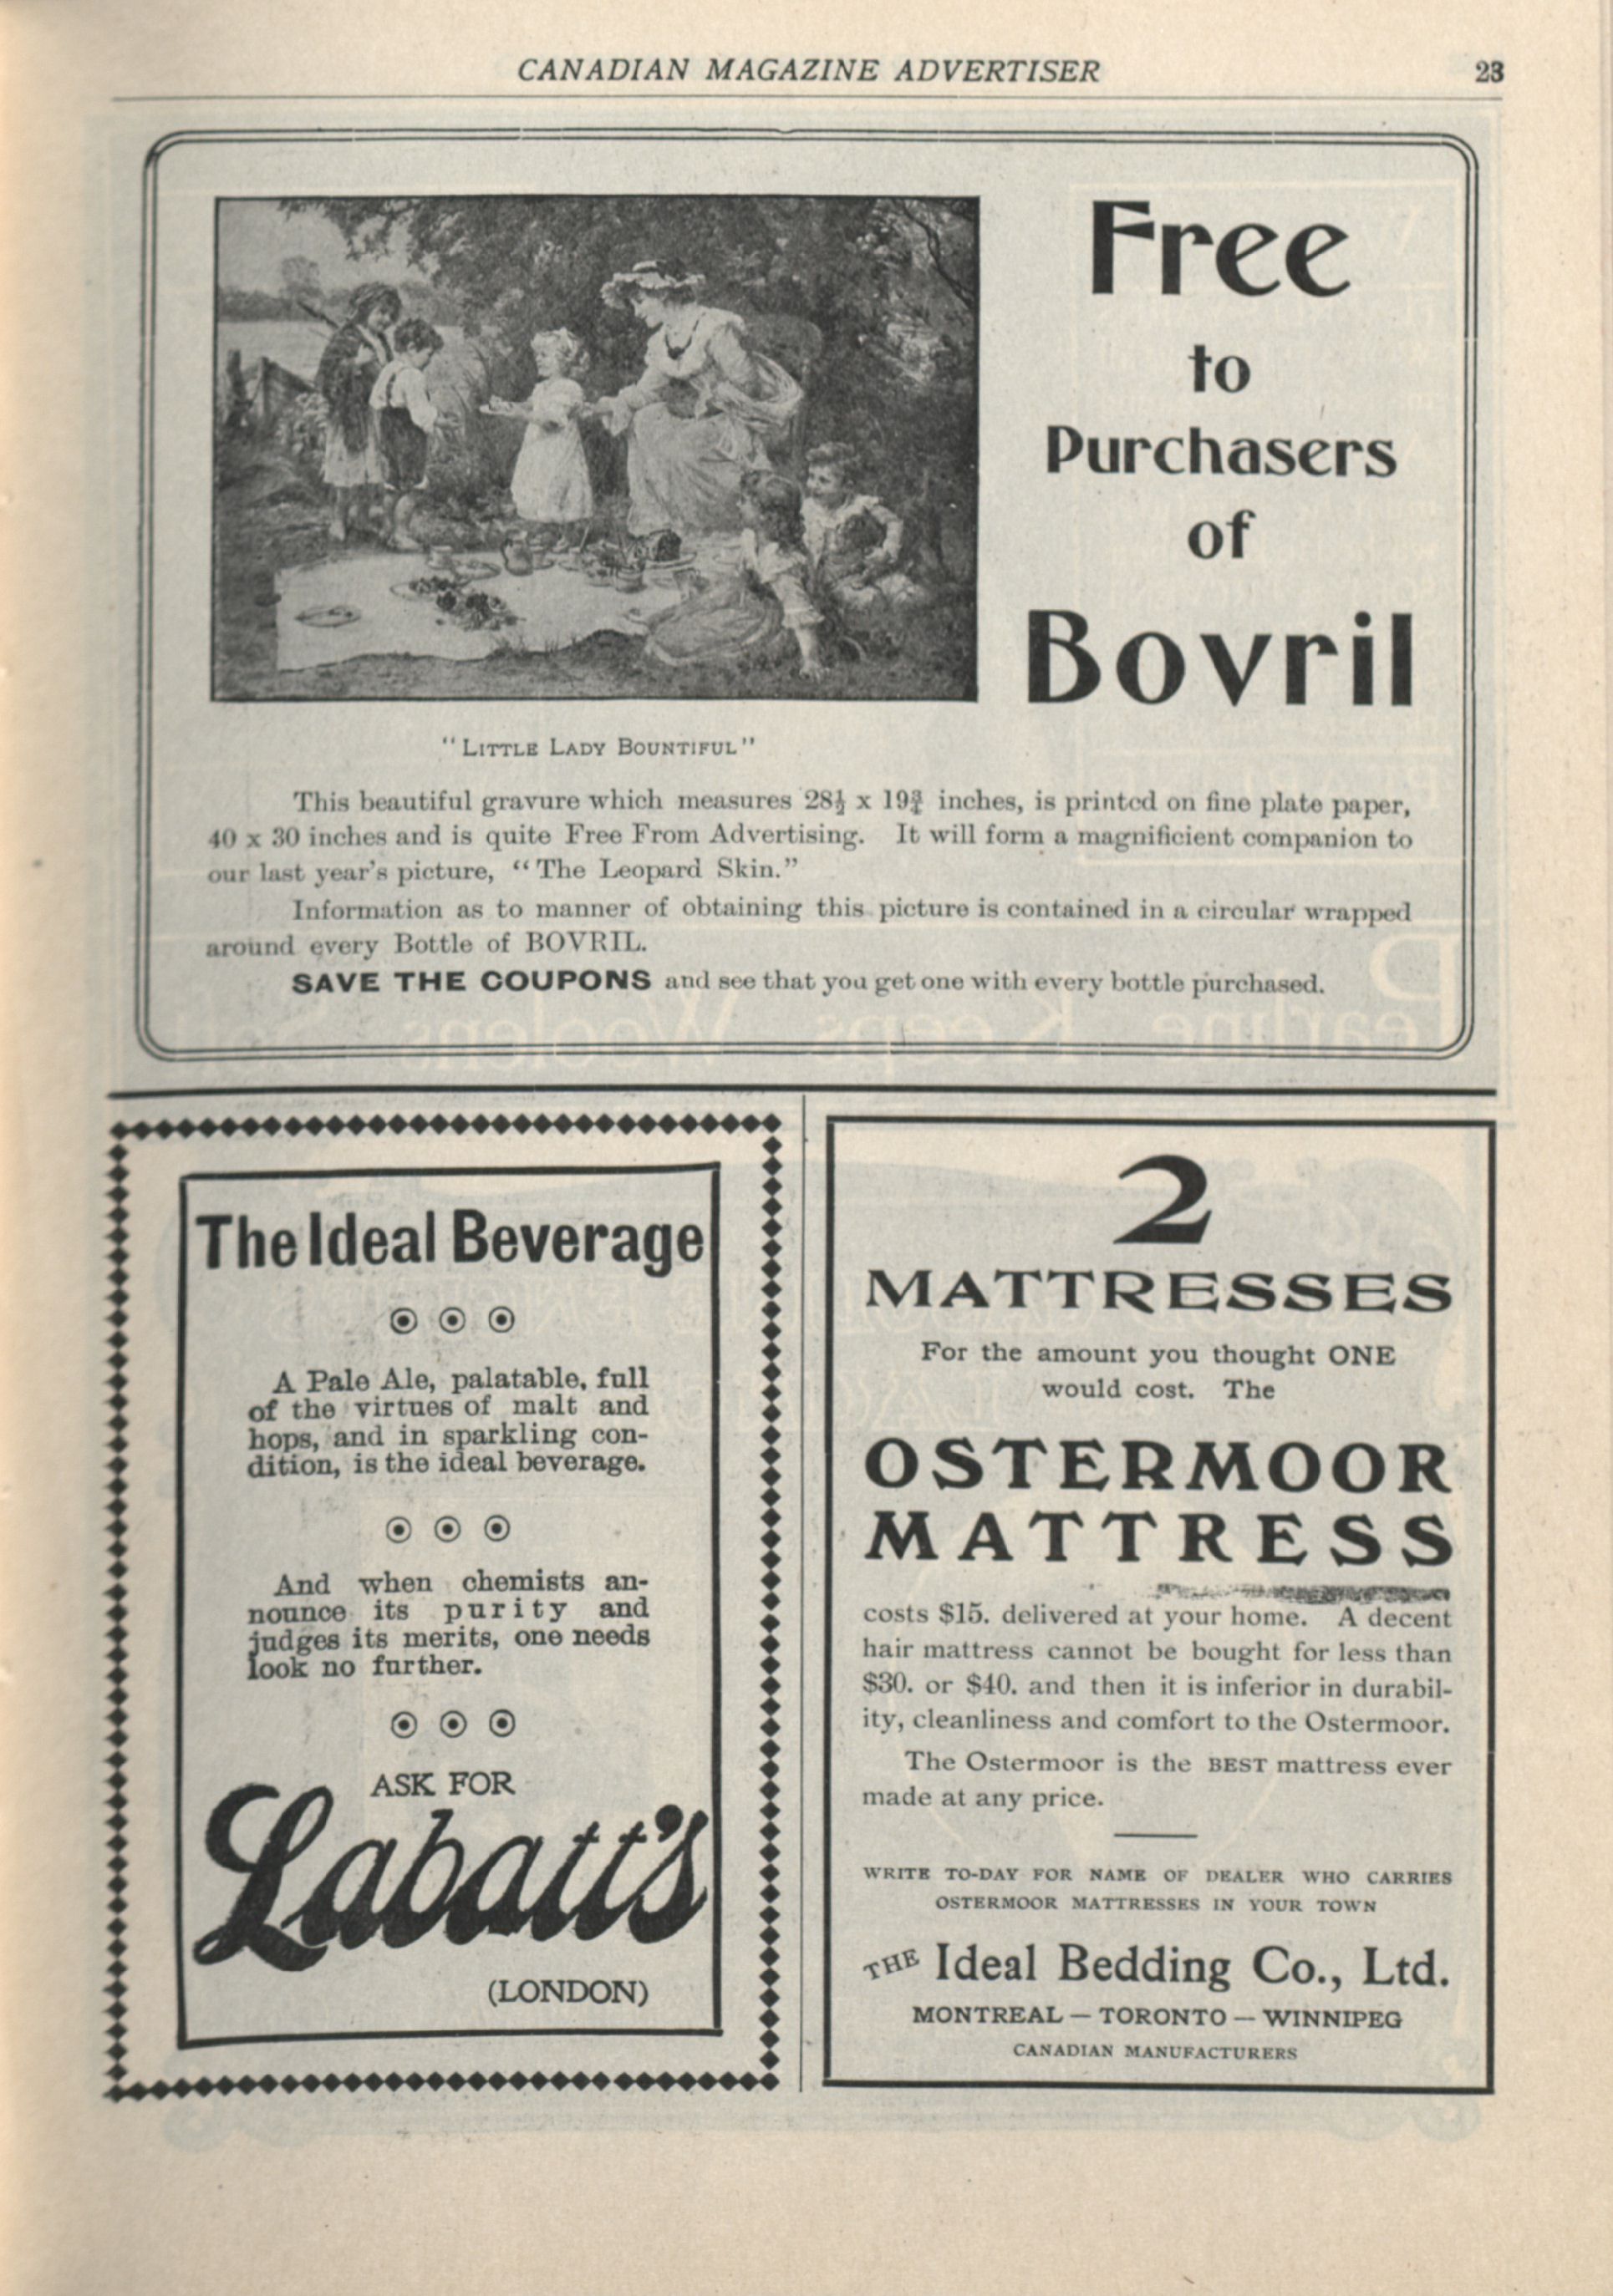 CANADIAN MAGAZINE ADVERTISER 23
Free
to
Purchasers
of
Bovril
"LITTLE LADY BOUNTIFUL"
This beautiful gravure which measures 28½ x 19¾ inches, is printed on fine plate paper,
40 x 30 inches and is quite Free From Advertising. It will form a magnificient companion to
our last year's picture, "The Leopard Skin."
Information as to manner of obtaining this picture is contained in a circular wrapped
around every Bottle of BOVRIL.
SAVE THE COUPONS and see that you get one with every bottle purchased.
The Ideal Beverage
A Pale Ale, palatable, full
of the virtues of malt and
hops, and in sparkling con-
dition, is the ideal beverage.
And when chemists an-
nounce its purity and
judges its merits, one needs
look no further.
ASK FOR
Labatt's
(LONDON)
2
MATTRESSES
For the amount you thought ONE
would cost. The
OSTERMOOR
MATTRESS
costs $15. delivered at your home. A decent
hair mattress cannot be bought for less than
$30. or $40. and then it is inferior in durabil-
ity, cleanliness and comfort to the Ostermoor.
The Ostermoor is the BEST mattress ever
made at any price.
WRITE TO-DAY FOR NAME OF DEALER WHO CARRIES
OSTERMOOR MATTRESSES IN YOUR TOWN
THE Ideal Bedding Co., Ltd.
MONTREAL — TORONTO — WINNIPEG
CANADIAN MANUFACTURERS